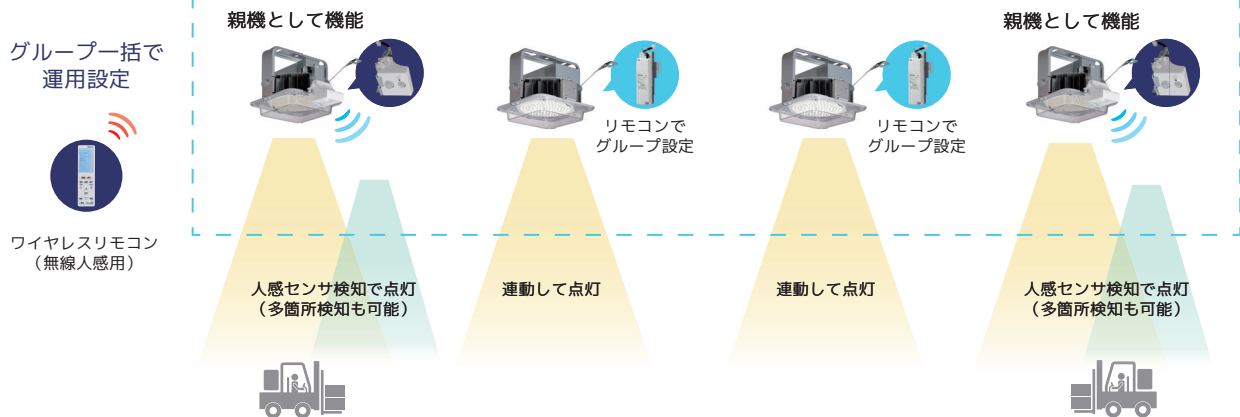 グループ一括で
運用設定
ワイヤレスリモコン
（無線人感用）
親機として機能
人感センサ検知で点灯
（多箇所検知も可能）
リモコンで
グループ設定
連動して点灯
リモコンで
グループ設定
連動して点灯
親機として機能
人感センサ検知で点灯
（多箇所検知も可能）